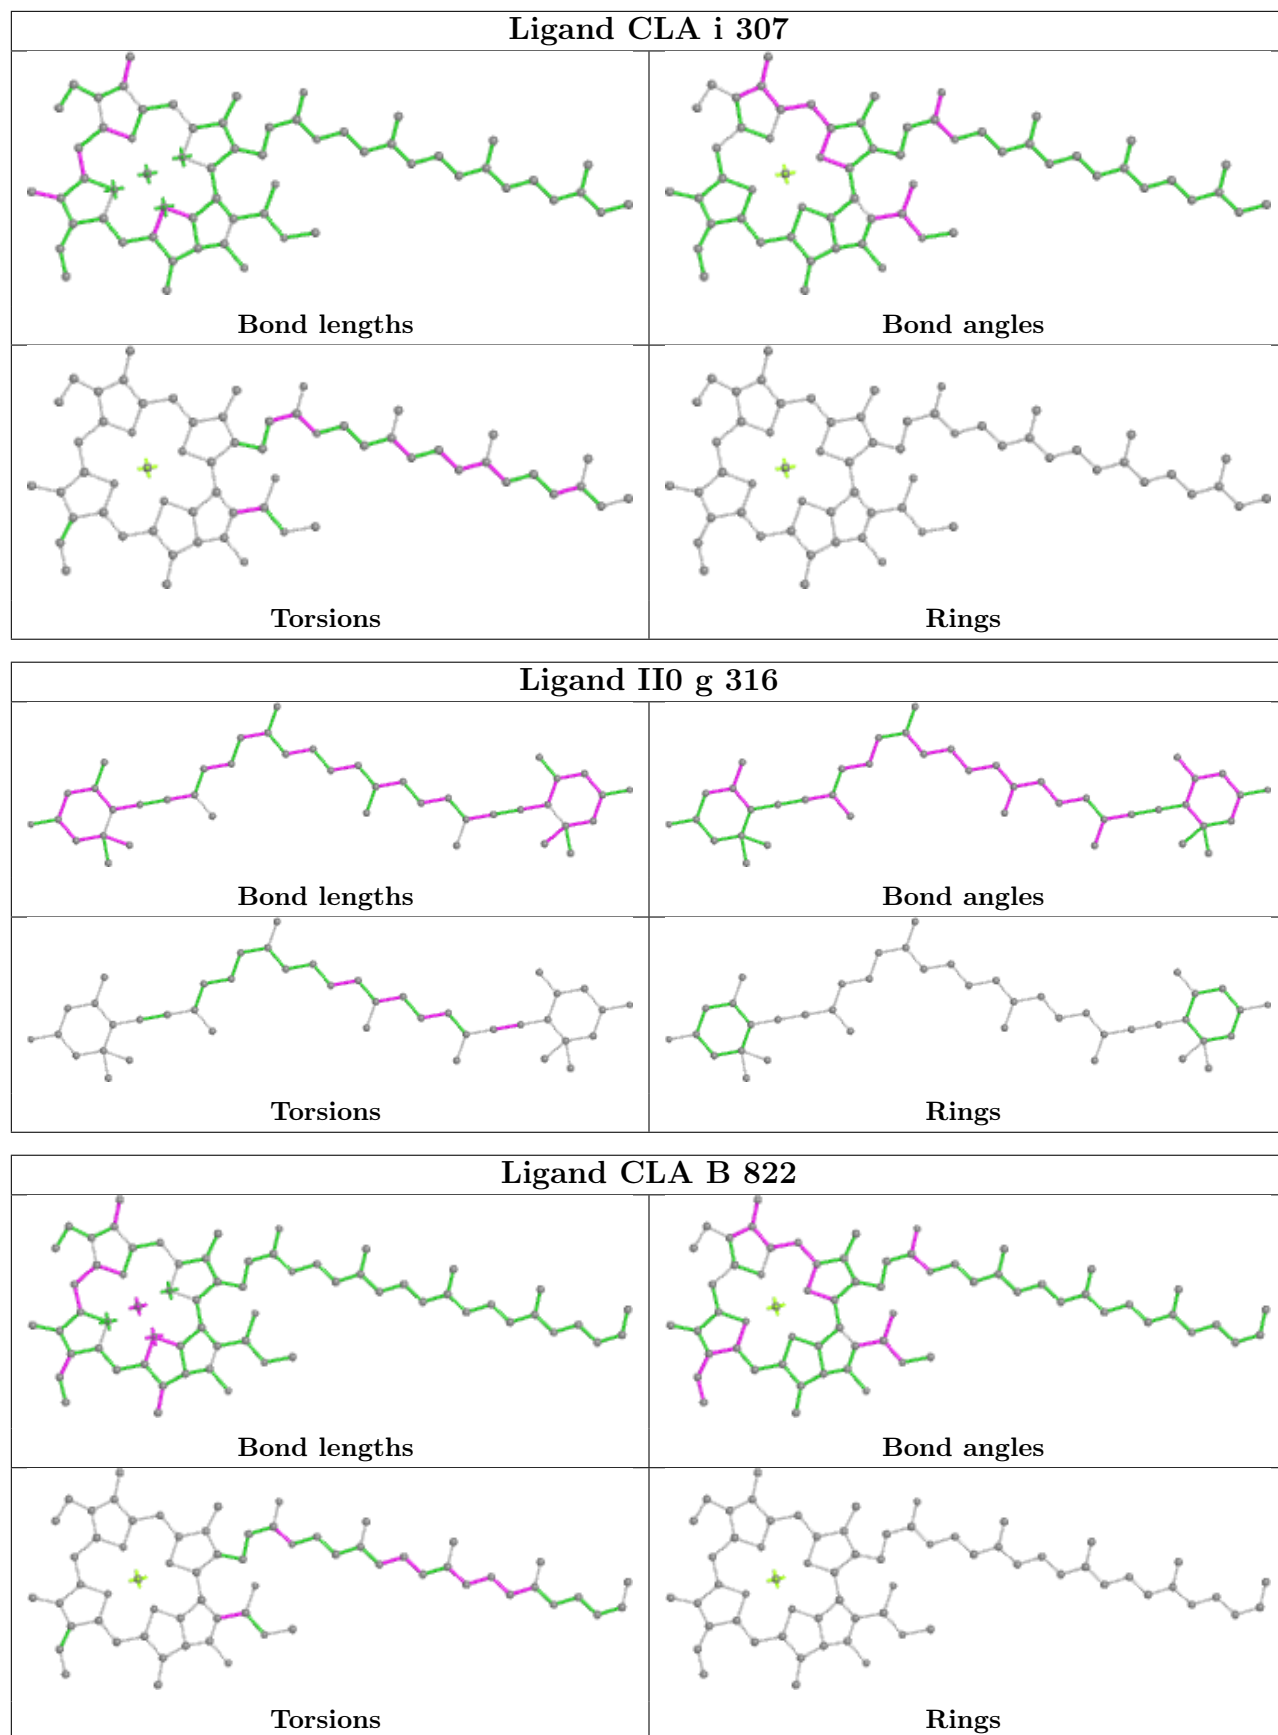 Ligand CLA i 307
Bond lengths
Bond angles
Torsions
Rings
Ligand II0 g 316
Bond lengths
Bond angles
Torsions
Rings
Ligand CLA B 822
Bond lengths
Bond angles
Torsions
Rings